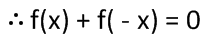 ∴ f(x) + f( - x) = 0